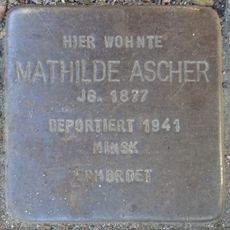 HIER WOHNTE
MATHILDE ASCHER
JG. 1877
DEPORTIERT 1941
MINSK
ERMORDET